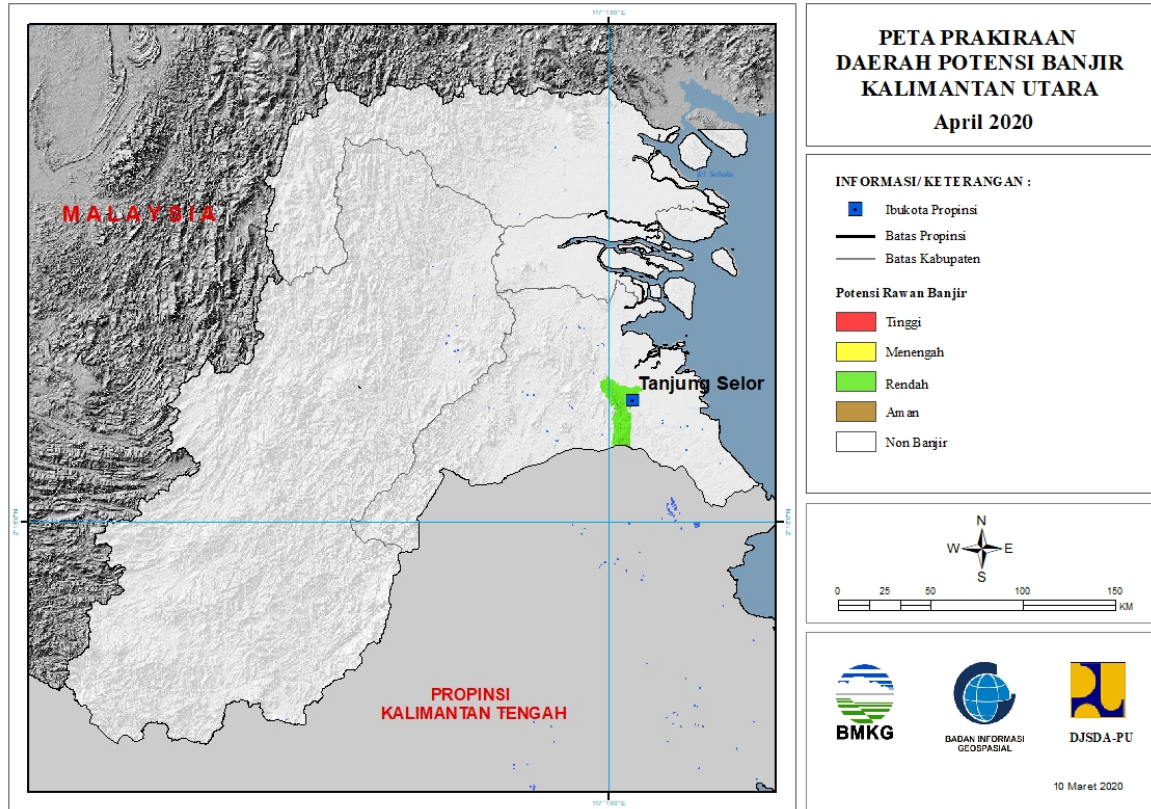 PETA PRAKIRAAN
DAERAH POTENSI BANJIR
KALIMANTAN UTARA
April 2020
INFORMASI/ KETERANGAN :
Ibukota Propinsi
Batas Propinsi
Batas Kabupaten
Potensi Rawan Banjir
Tinggi
Menengah
Rendah
Aman
Non Banjir
N
W E
S
0 25 50 100 150
KM
BMKG
BADAN INFORMASI
GEOSPASIAL
DJSDA-PU
10 Maret 2020
MALAYSIA
Tanjung Selor
PROPINSI
KALIMANTAN TENGAH